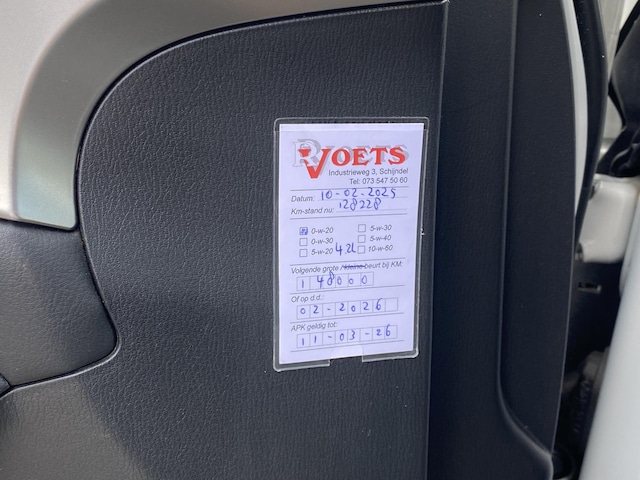 R VOETS
Industrieweg 3, Schijndel
Tel: 073 547 50 60
Datum: 10-02-2025
Km-stand nu: 128228
0-w-20 5-w-30
0-w-30 5-w-40
5-w-20 4.2L 10-w-60
Volgende grote / kleine beurt bij KM:
148000
Of op d.d.:
02-2026
APK geldig tot:
11-03-26